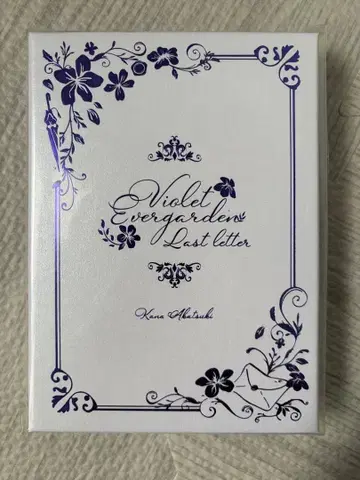 Violet
Evergarden
Last letter
Kana Akatsuki